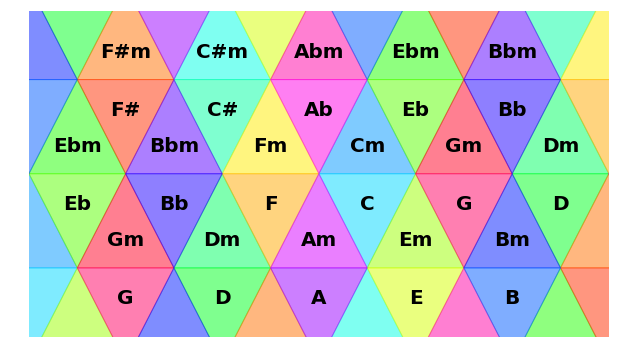 F#m C#m Abm Ebm Bbm
F# C# Ab Eb Bb
Ebm Bbm Fm Cm Gm Dm
Eb Bb F C G D
Gm Dm Am Em Bm
G D A E B